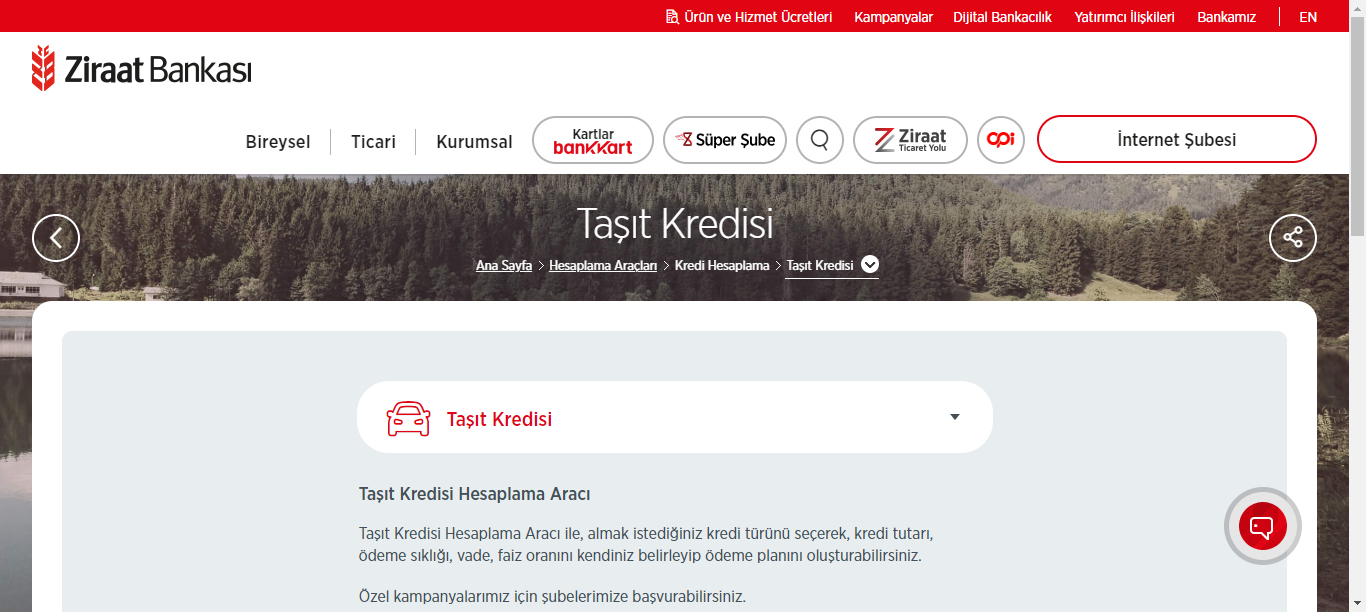 Ürün ve Hizmet Ücretleri Kampanyalar Dijital Bankacılık Yatırımcı İlişkileri Bankamız EN
Ziraat Bankası
Bireysel Ticari Kurumsal
Kartlar
bankkart
Süper Şube
Ziraat
Ticaret Yolu
opi
İnternet Şubesi
Taşıt Kredisi
Ana Sayfa > Hesaplama Araçları > Kredi Hesaplama > Taşıt Kredisi
Taşıt Kredisi
Taşıt Kredisi Hesaplama Aracı
Taşıt Kredisi Hesaplama Aracı ile, almak istediğiniz kredi türünü seçerek, kredi tutarı,
ödeme sıklığı, vade, faiz oranını kendiniz belirleyip ödeme planını oluşturabilirsiniz.
Özel kampanyalarımız için şubelerimize başvurabilirsiniz.